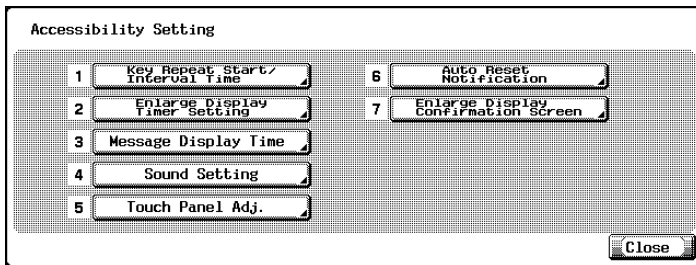 Accessibility Setting
1 Key Repeat Start/
Interval Time
2 Enlarge Display
Timer Setting
3 Message Display Time
4 Sound Setting
5 Touch Panel Adj.
6 Auto Reset
Notification
7 Enlarge Display
Confirmation Screen
Close